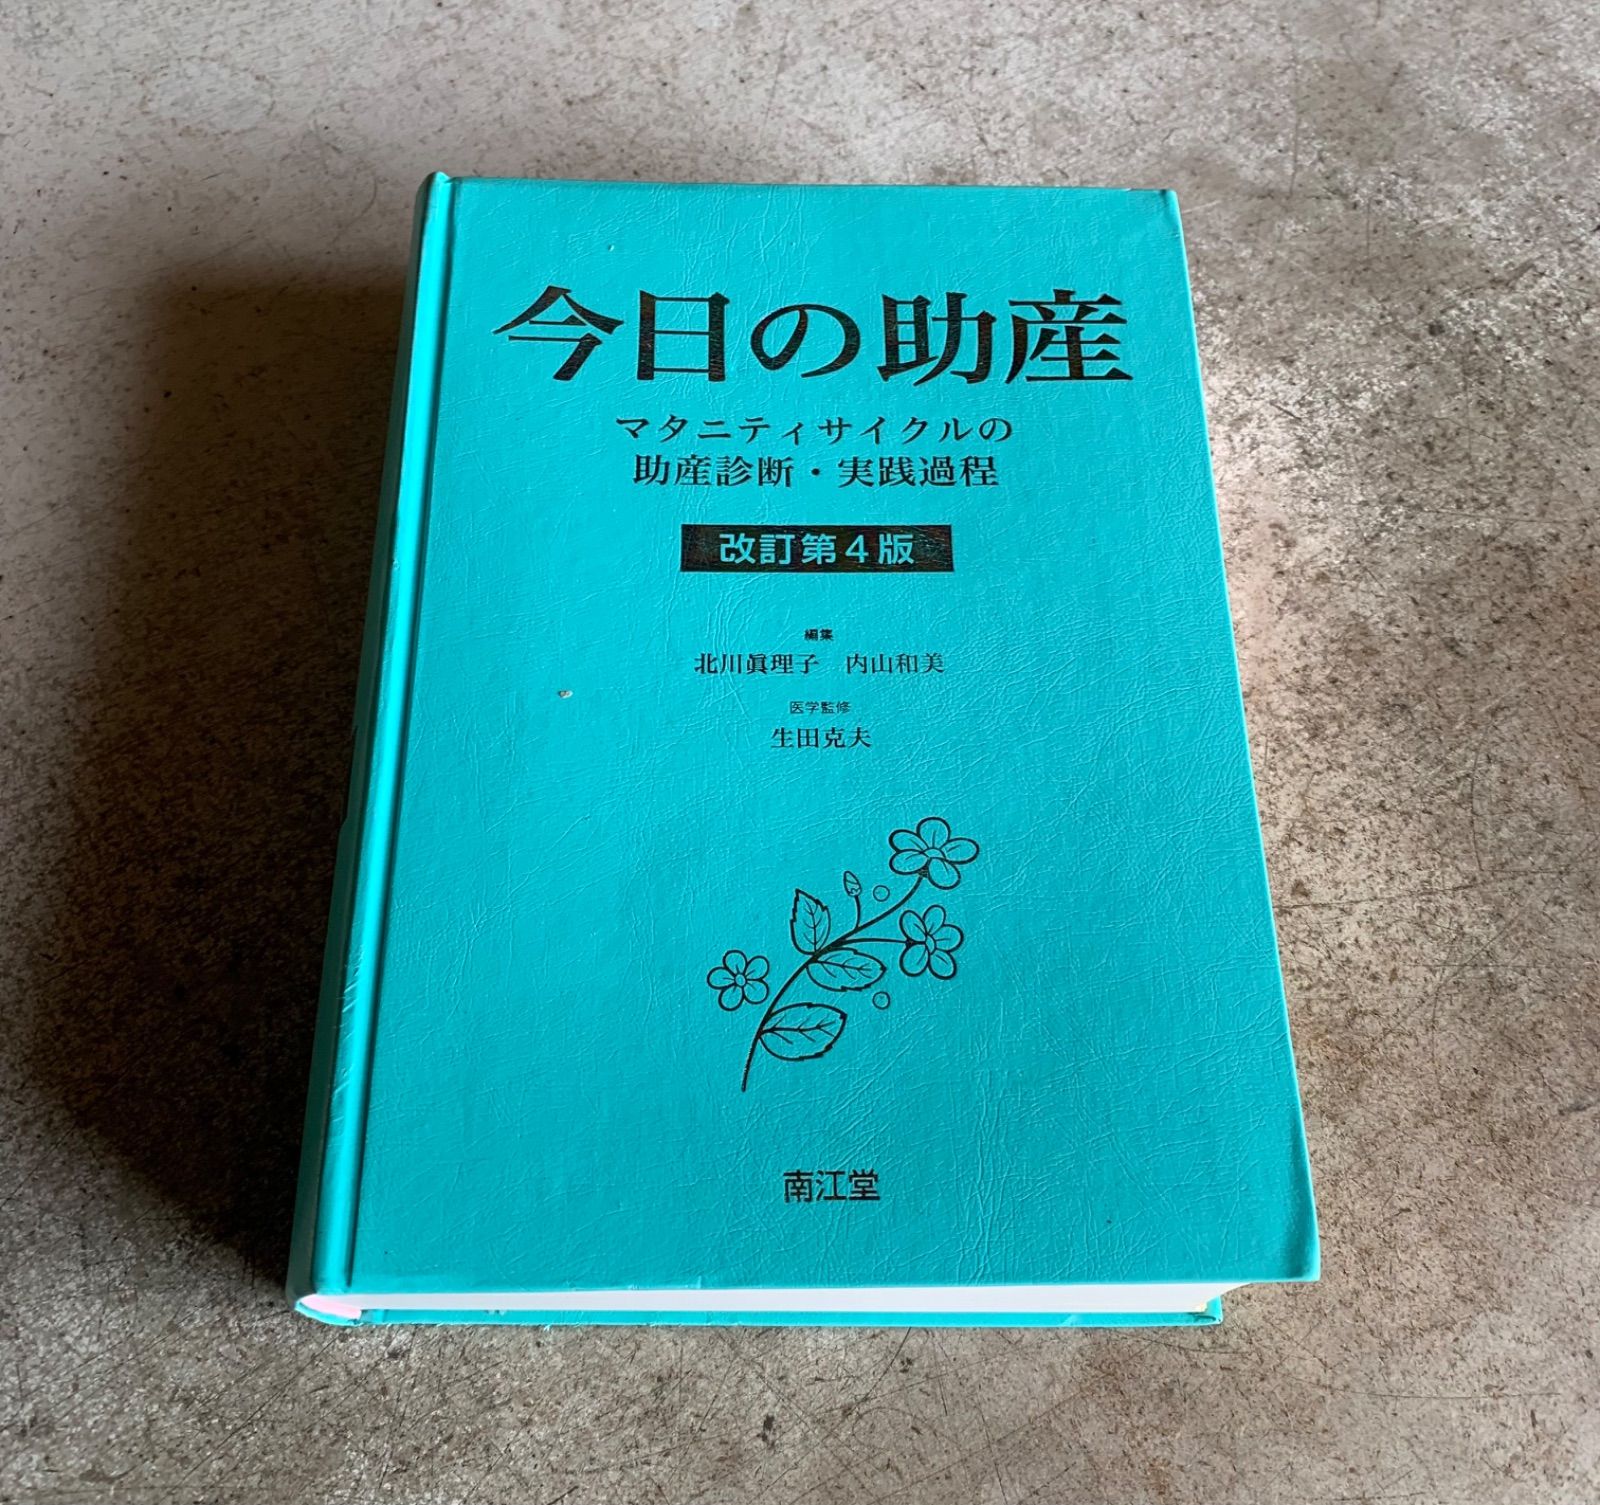 今日の助産
マタニティサイクルの
助産診断・実践過程
改訂第4版
編集
北川眞理子　内山和美
医学監修
生田克夫
南江堂